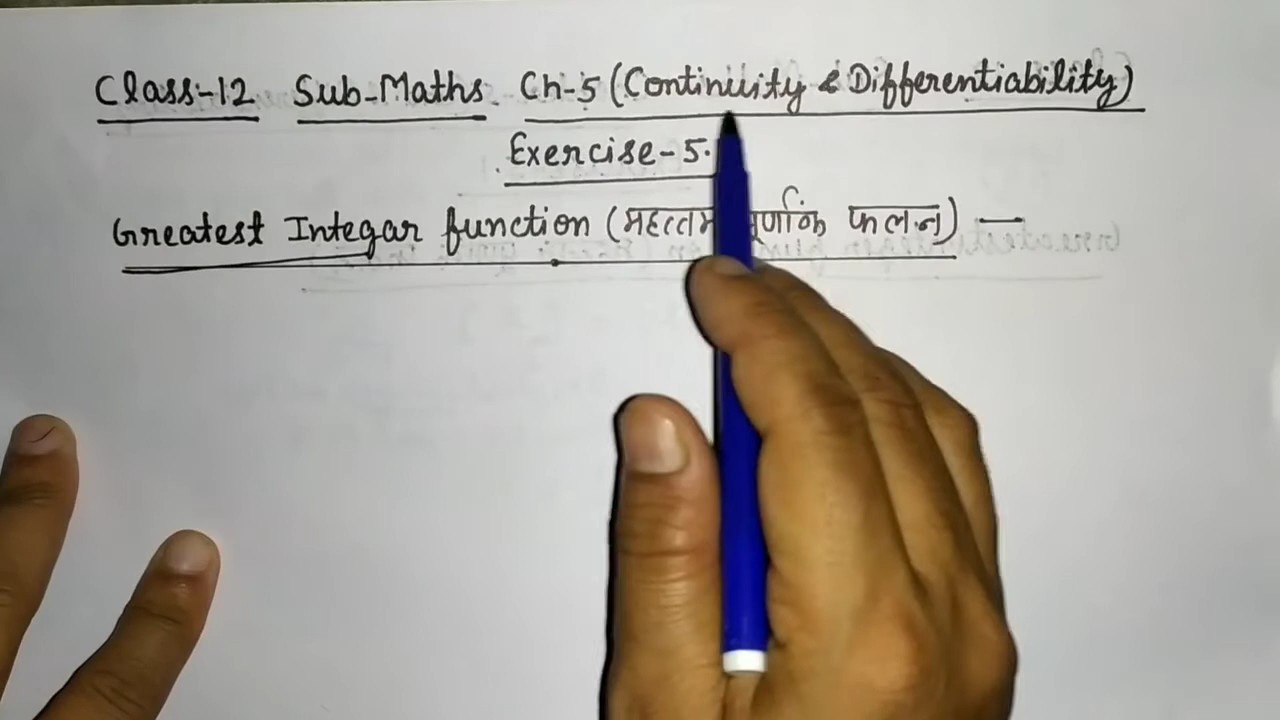 Class-12 Sub-Maths. Ch-5 (Continuity & Differentiability)
Exercise-5.
Greatest Integar function (फलन) —